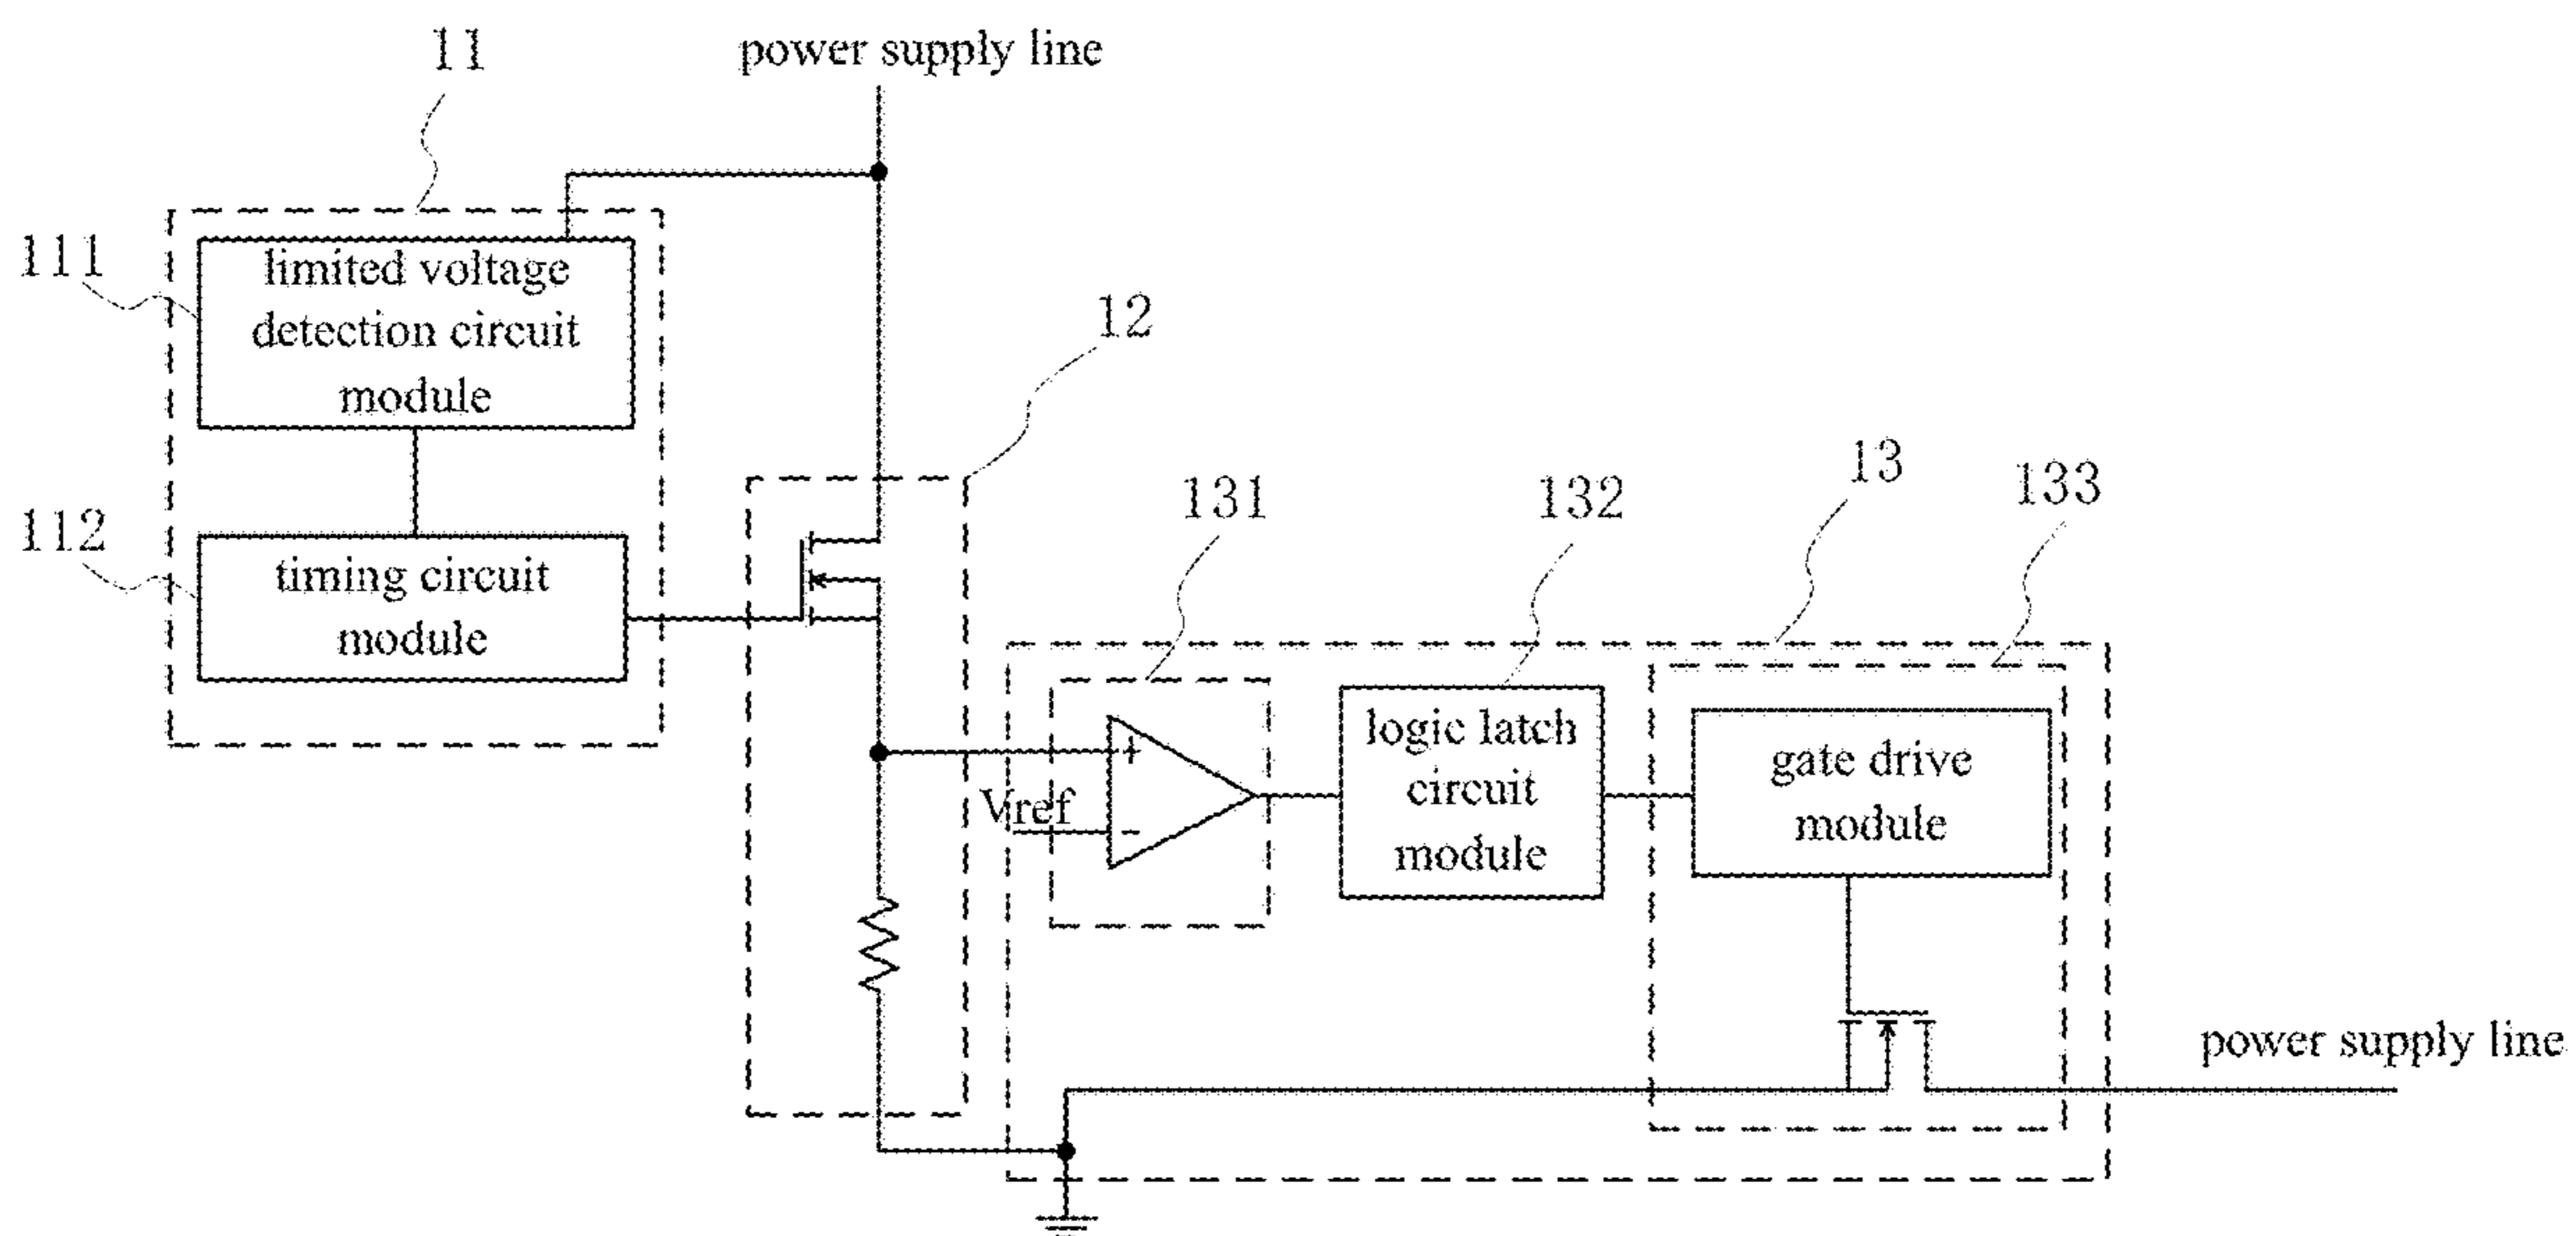 11
power supply line
111
limited voltage
detection circuit
module
12
112
timing circuit
module
131
132
13
133
+
Vref
-
logic latch
circuit
module
gate drive
module
power supply line